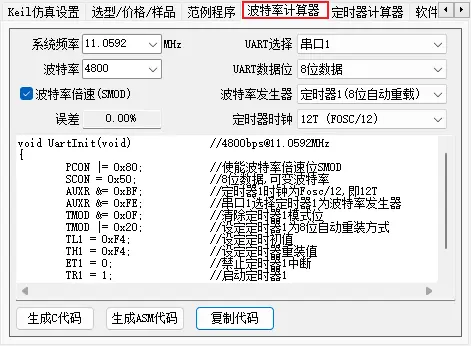 Keil仿真设置 选型/价格/样品 范例程序 波特率计算器 定时器计算器 软件
系统频率 11.0592 MHz UART选择 串口1
波特率 4800 UART数据位 8位数据
波特率倍速(SMOD) 波特率发生器 定时器1(8位自动重载)
误差 0.00% 定时器时钟 12T (FOSC/12)
void UartInit(void) //4800bps@11.0592MHz
{
PCON |= 0x80; //使能波特率倍速位SMOD
SCON = 0x50; //8位数据,可变波特率
AUXR &= 0xBF; //定时器1时钟为Fosc/12,即12T
AUXR &= 0xFE; //串口1选择定时器1为波特率发生器
TMOD &= 0x0F; //清除定时器1模式位
TMOD |= 0x20; //设定定时器1为8位自动重装方式
TL1 = 0xF4; //设定定时初值
TH1 = 0xF4; //设定定时器重装值
ET1 = 0; //禁止定时器1中断
TR1 = 1; //启动定时器1
生成C代码 生成ASM代码 复制代码